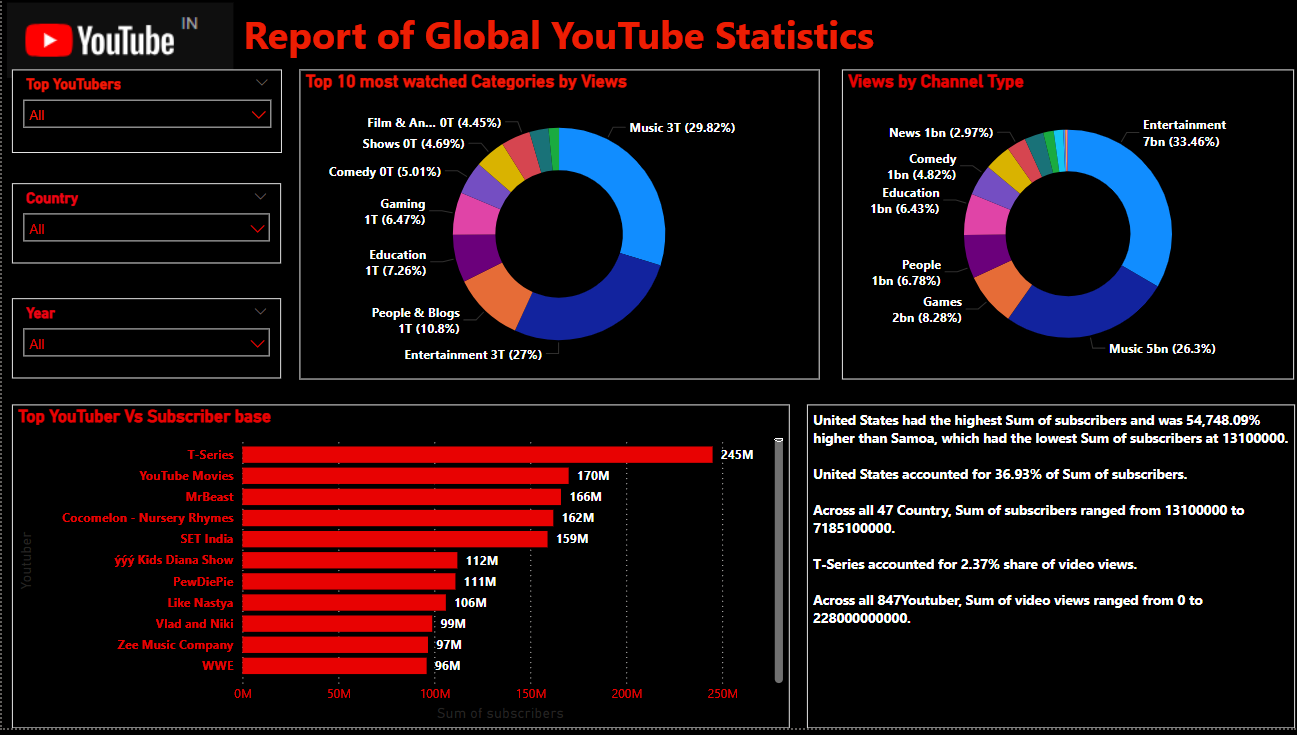 YouTube IN
Report of Global YouTube Statistics
Top YouTubers
All
Country
All
Year
All
Top 10 most watched Categories by Views
Music 3T (29.82%)
Entertainment 3T (27%)
People & Blogs
1T (10.8%)
Education
1T (7.26%)
Gaming
1T (6.47%)
Comedy 0T (5.01%)
Shows 0T (4.69%)
Film & An... 0T (4.45%)
Views by Channel Type
Entertainment
7bn (33.46%)
Music 5bn (26.3%)
Games
2bn (8.28%)
People
1bn (6.78%)
Education
1bn (6.43%)
Comedy
1bn (4.82%)
News 1bn (2.97%)
Top YouTuber Vs Subscriber base
Youtuber
T-Series 245M
YouTube Movies 170M
MrBeast 166M
Cocomelon - Nursery Rhymes 162M
SET India 159M
ýýý Kids Diana Show 112M
PewDiePie 111M
Like Nastya 106M
Vlad and Niki 99M
Zee Music Company 97M
WWE 96M
0M 50M 100M 150M 200M 250M
Sum of subscribers
United States had the highest Sum of subscribers and was 54,748.09%
higher than Samoa, which had the lowest Sum of subscribers at 13100000.
United States accounted for 36.93% of Sum of subscribers.
Across all 47 Country, Sum of subscribers ranged from 13100000 to
7185100000.
T-Series accounted for 2.37% share of video views.
Across all 847Youtuber, Sum of video views ranged from 0 to
228000000000.